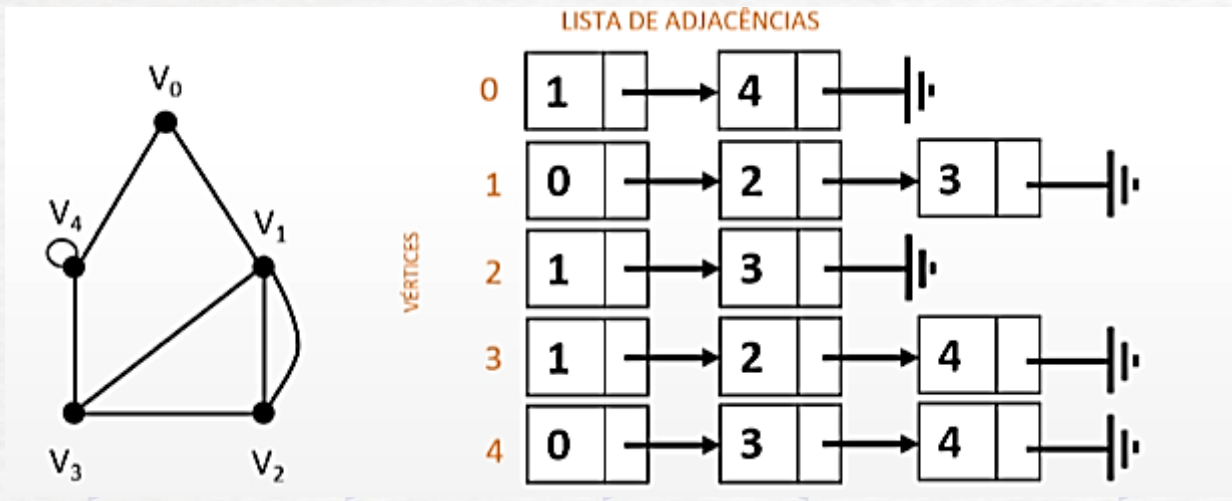 LISTA DE ADJACÊNCIAS
V₀
V₄
V₁
V₃
V₂
VÉRTICES
0 1 4
1 0 2 3
2 1 3
3 1 2 4
4 0 3 4